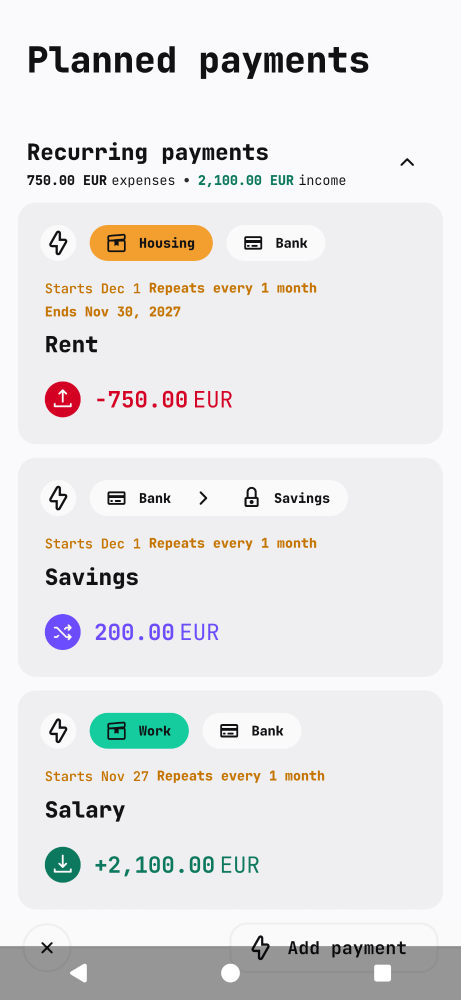 Planned payments
Recurring payments
750.00 EUR expenses • 2,100.00 EUR income
Housing Bank
Starts Dec 1 Repeats every 1 month
Ends Nov 30, 2027
Rent
-750.00 EUR
Bank Savings
Starts Dec 1 Repeats every 1 month
Savings
200.00 EUR
Work Bank
Starts Nov 27 Repeats every 1 month
Salary
+2,100.00 EUR
Add payment